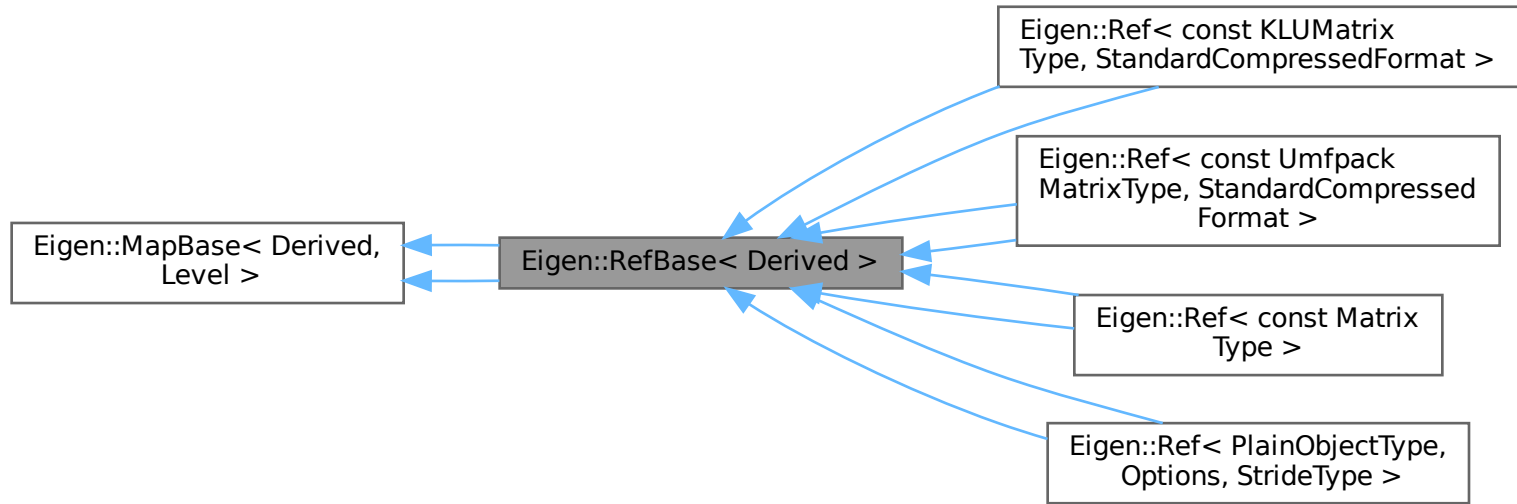 Eigen::Ref< const KLUMatrix
Type, StandardCompressedFormat >
Eigen::Ref< const Umfpack
MatrixType, StandardCompressed
Format >
Eigen::MapBase< Derived,
Level >
Eigen::RefBase< Derived >
Eigen::Ref< const Matrix
Type >
Eigen::Ref< PlainObjectType,
Options, StrideType >